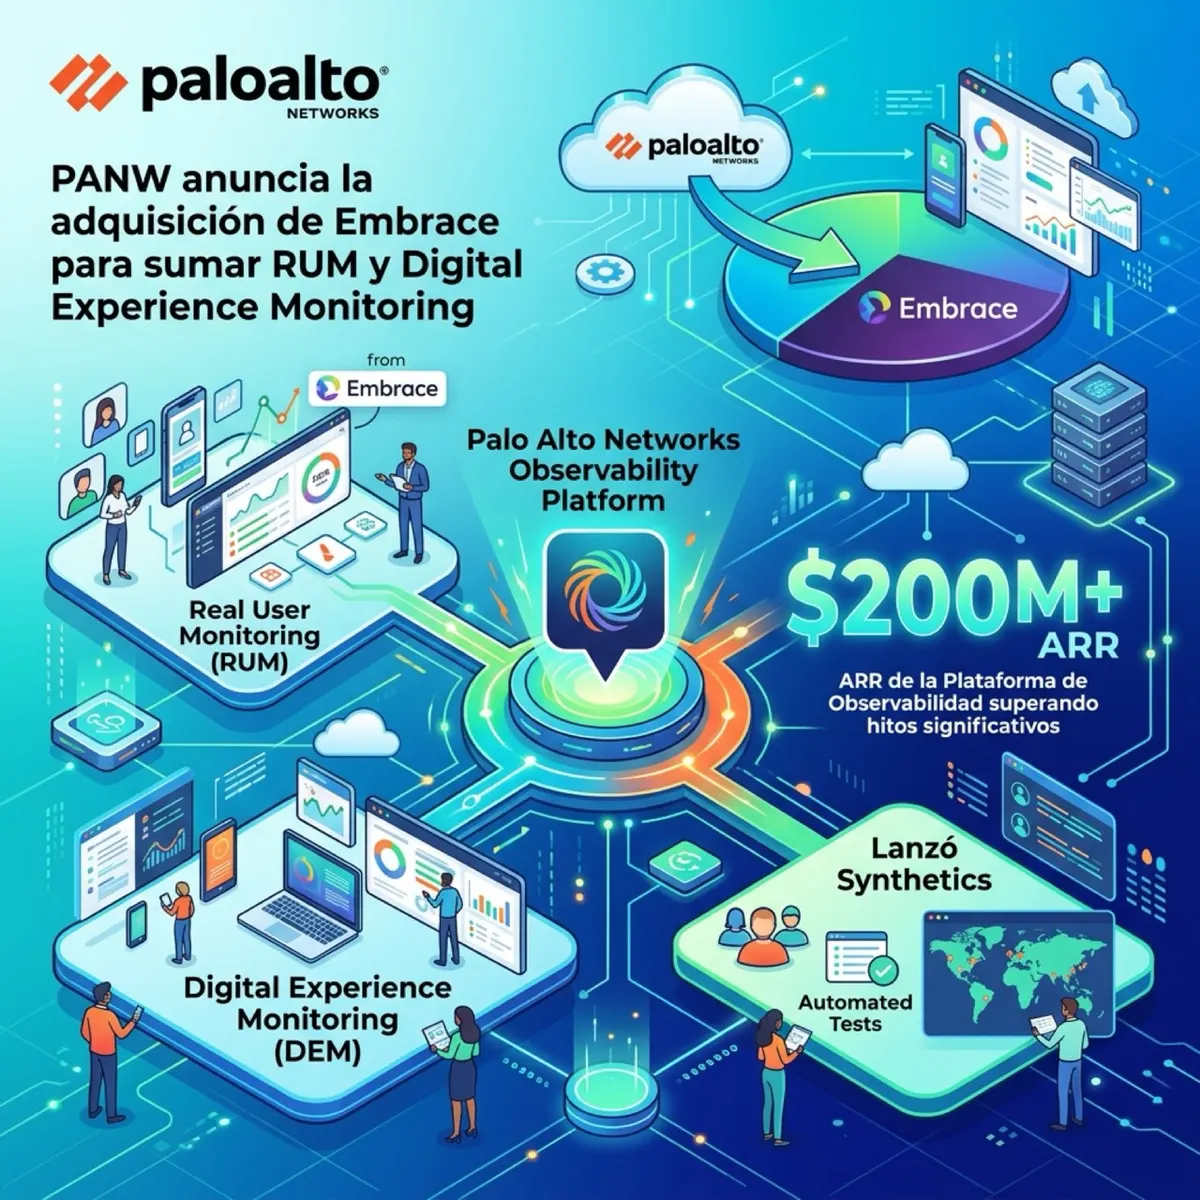 paloalto®
NETWORKS
PANW anuncia la
adquisición de Embrace
para sumar RUM y Digital
Experience Monitoring
paloalto®
NETWORKS
Embrace
from
Embrace
Real User
Monitoring
(RUM)
Palo Alto Networks
Observability
Platform
$200M+
ARR
ARR de la Plataforma de
Observabilidad superando
hitos significativos
Digital Experience
Monitoring
(DEM)
Lanzó
Synthetics
Automated
Tests